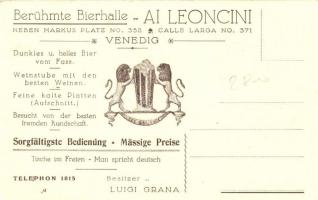 Berühmte Bierhalle - AI LEONCINI
NEBEN MARKUS PLATZ NO. 352 CALLE LARGA NO. 371
VENEDIG
Dunkles u. helles Bier
vom Fass.
Weinstube mit den
besten Weinen.
Feine kalte Platten
(Aufschnitt.)
Besucht von der besten
fremden Kundschaft.
Sorgfältigste Bedienung - Mässige Preise
Tische im Freien - Man spricht deutsch
TELEPHON 1815
Besitzer
LUIGI GRANA